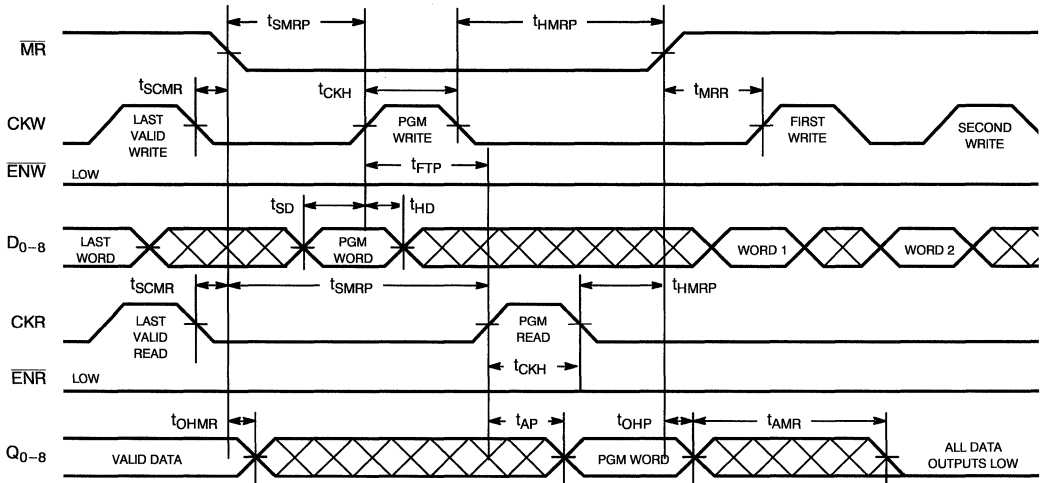 tSMRP tHMRP
MR
tSCMR tCKH tMRR
CKW LAST VALID WRITE PGM WRITE FIRST WRITE SECOND WRITE
tFTP
ENW LOW
tSD tHD
D0–8 LAST WORD PGM WORD WORD 1 WORD 2
tSCMR tSMRP tHMRP
CKR LAST VALID READ PGM READ
tCKH
ENR LOW
tOHMR tAP tOHP tAMR
Q0–8 VALID DATA PGM WORD ALL DATA OUTPUTS LOW